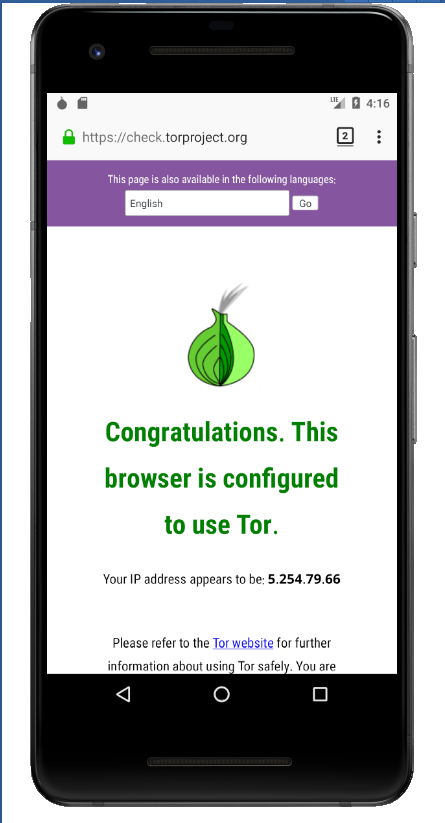 LTE 4:16
https://check.torproject.org 2
This page is also available in the following languages:
English Go
Congratulations. This
browser is configured
to use Tor.
Your IP address appears to be: 5.254.79.66
Please refer to the Tor website for further
information about using Tor safely. You are